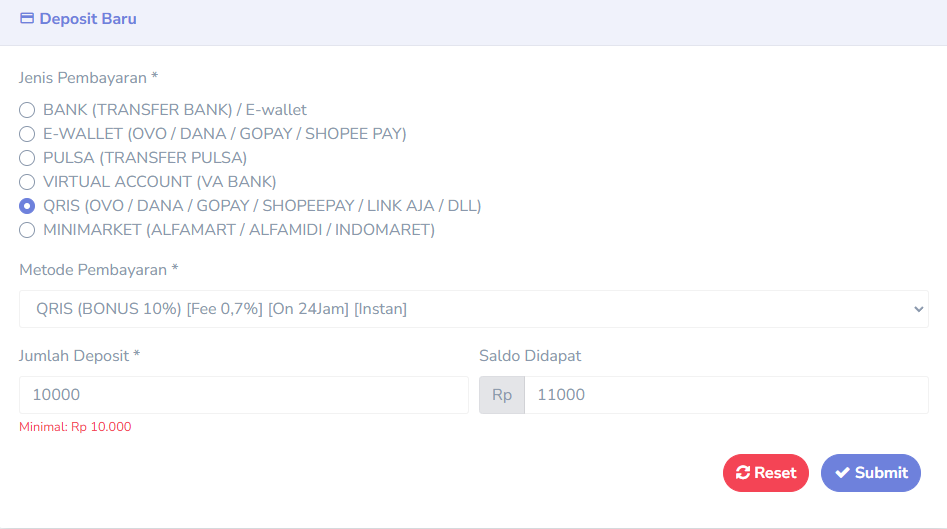 Deposit Baru
Jenis Pembayaran *
BANK (TRANSFER BANK) / E-wallet
E-WALLET (OVO / DANA / GOPAY / SHOPEE PAY)
PULSA (TRANSFER PULSA)
VIRTUAL ACCOUNT (VA BANK)
QRIS (OVO / DANA / GOPAY / SHOPEEPAY / LINK AJA / DLL)
MINIMARKET (ALFAMART / ALFAMIDI / INDOMARET)
Metode Pembayaran *
QRIS (BONUS 10%) [Fee 0,7%] [On 24Jam] [Instan]
Jumlah Deposit * Saldo Didapat
10000 Rp 11000
Minimal: Rp 10.000
Reset Submit